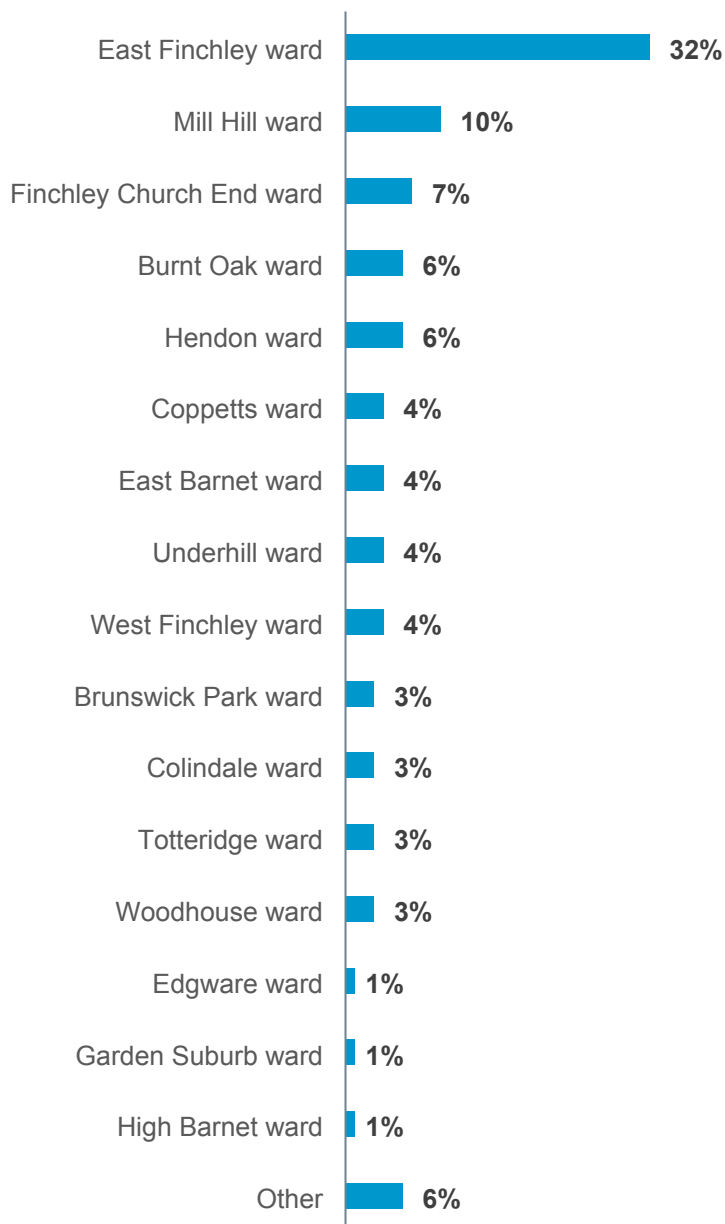 East Finchley ward 32%
Mill Hill ward 10%
Finchley Church End ward 7%
Burnt Oak ward 6%
Hendon ward 6%
Coppetts ward 4%
East Barnet ward 4%
Underhill ward 4%
West Finchley ward 4%
Brunswick Park ward 3%
Colindale ward 3%
Totteridge ward 3%
Woodhouse ward 3%
Edgware ward 1%
Garden Suburb ward 1%
High Barnet ward 1%
Other 6%